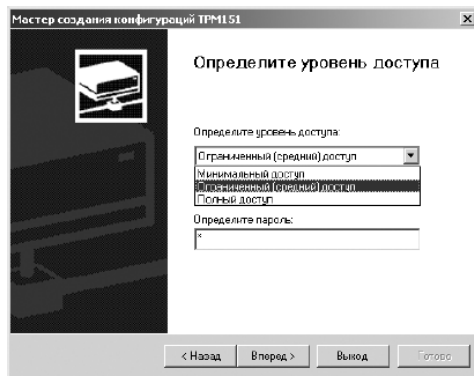 Мастер создания конфигураций ТРМ151
Определите уровень доступа
Определите уровень доступа:
Ограниченный (средний) доступ
Минимальный доступ
Ограниченный (средний) доступ
Полный доступ
Определите пароль:
*
< Назад
Вперед >
Выход
Готово